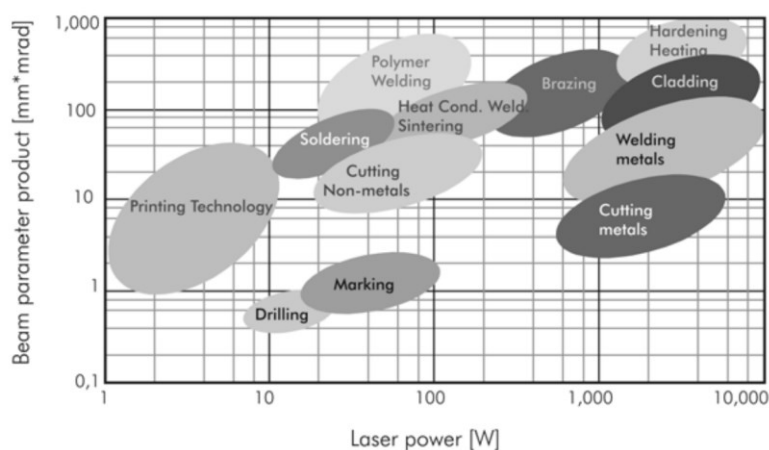 Beam parameter product [mm*mrad]
1,000
100
10
1
0,1
Hardening
Heating
Polymer
Welding
Brazing
Cladding
Heat Cond. Weld.
Sintering
Soldering
Welding
metals
Cutting
Non-metals
Printing Technology
Cutting
metals
Marking
Drilling
1
10
100
1,000
10,000
Laser power [W]